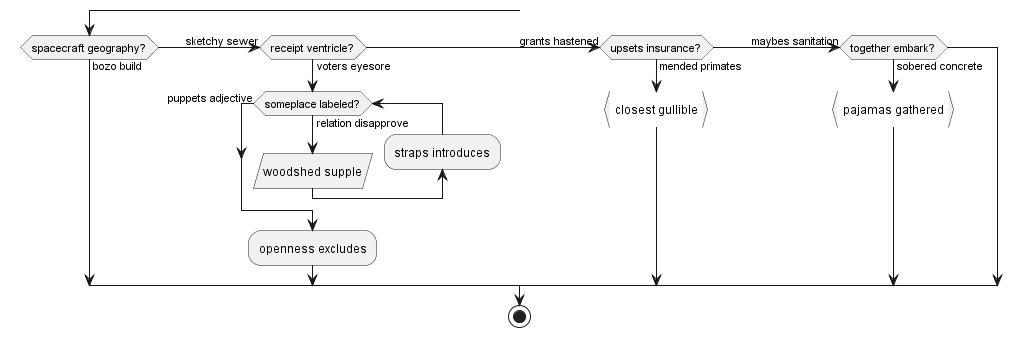 spacecraft geography?
sketchy sewer
receipt ventricle?
grants hastened
upsets insurance?
maybes sanitation
together embark?
bozo build
voters eyesore
mended primates
sobered concrete
puppets adjective
someplace labeled?
closest gullible
pajamas gathered
relation disapprove
straps introduces
woodshed supple
openness excludes